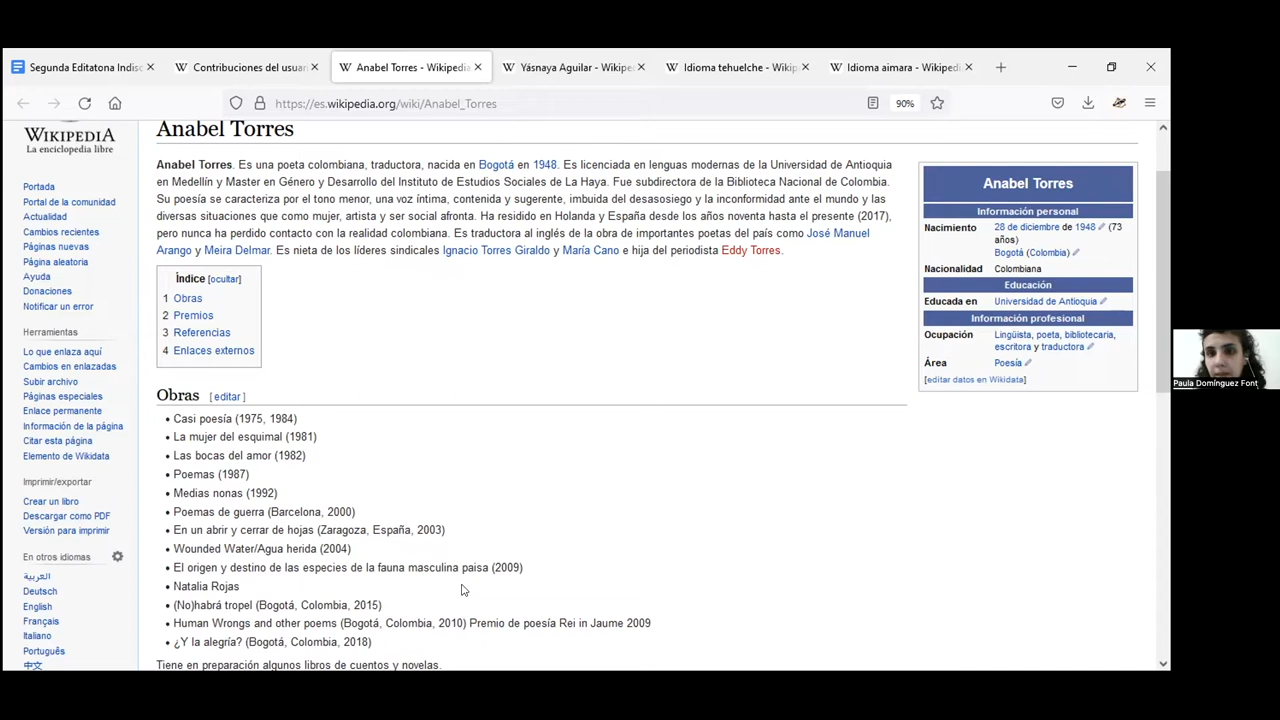 Segunda Editatona Indisc
Contribuciones del usuar
Anabel Torres - Wikipedia
Yásnaya Aguilar - Wikipec
Idioma tehuelche - Wikip
Idioma aimara - Wikipedi
https://es.wikipedia.org/wiki/Anabel_Torres
90%
WIKIPEDIA
La enciclopedia libre
Portada
Portal de la comunidad
Actualidad
Cambios recientes
Páginas nuevas
Página aleatoria
Ayuda
Donaciones
Notificar un error
Herramientas
Lo que enlaza aquí
Cambios en enlazadas
Subir archivo
Páginas especiales
Enlace permanente
Información de la página
Citar esta página
Elemento de Wikidata
Imprimir/exportar
Crear un libro
Descargar como PDF
Versión para imprimir
En otros idiomas
العربية
Deutsch
English
Français
Italiano
Português
中文
Anabel Torres
Anabel Torres. Es una poeta colombiana, traductora, nacida en Bogotá en 1948. Es licenciada en lenguas modernas de la Universidad de Antioquia
en Medellín y Master en Género y Desarrollo del Instituto de Estudios Sociales de La Haya. Fue subdirectora de la Biblioteca Nacional de Colombia.
Su poesía se caracteriza por el tono menor, una voz íntima, contenida y sugerente, imbuida del desasosiego y la inconformidad ante el mundo y las
diversas situaciones que como mujer, artista y ser social afronta. Ha residido en Holanda y España desde los años noventa hasta el presente (2017),
pero nunca ha perdido contacto con la realidad colombiana. Es traductora al inglés de la obra de importantes poetas del país como José Manuel
Arango y Meira Delmar. Es nieta de los líderes sindicales Ignacio Torres Giraldo y María Cano e hija del periodista Eddy Torres.
Índice [ocultar]
1 Obras
2 Premios
3 Referencias
4 Enlaces externos
Obras [ editar ]
• Casi poesía (1975, 1984)
• La mujer del esquimal (1981)
• Las bocas del amor (1982)
• Poemas (1987)
• Medias nonas (1992)
• Poemas de guerra (Barcelona, 2000)
• En un abrir y cerrar de hojas (Zaragoza, España, 2003)
• Wounded Water/Agua herida (2004)
• El origen y destino de las especies de la fauna masculina paisa (2009)
• Natalia Rojas
• (No)habrá tropel (Bogotá, Colombia, 2015)
• Human Wrongs and other poems (Bogotá, Colombia, 2010) Premio de poesía Rei in Jaume 2009
• ¿Y la alegría? (Bogotá, Colombia, 2018)
Tiene en preparación algunos libros de cuentos y novelas.
Anabel Torres
Información personal
Nacimiento 28 de diciembre de 1948 (73
años)
Bogotá (Colombia)
Nacionalidad Colombiana
Educación
Educada en Universidad de Antioquia
Información profesional
Ocupación Lingüista, poeta, bibliotecaria,
escritora y traductora
Área Poesía
[editar datos en Wikidata]
Paula Domínguez Font